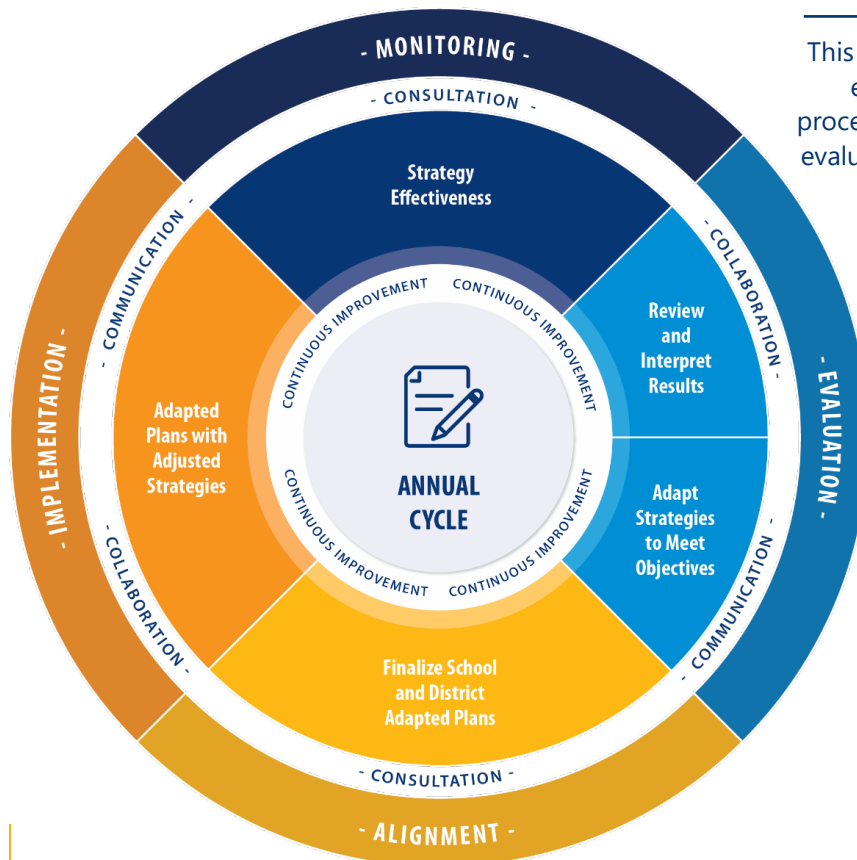 - MONITORING -
- CONSULTATION -
This
e
proce
evalu
Strategy
Effectiveness
- COMMUNICATION -
- COLLABORATION -
CONTINUOUS IMPROVEMENT
CONTINUOUS IMPROVEMENT
Review
and
Interpret
Results
- IMPLEMENTATION -
- EVALUATION -
Adapted
Plans with
Adjusted
Strategies
ANNUAL
CYCLE
Adapt
Strategies
to Meet
Objectives
CONTINUOUS IMPROVEMENT
CONTINUOUS IMPROVEMENT
- COLLABORATION -
- COMMUNICATION -
Finalize School
and District
Adapted Plans
- CONSULTATION -
- ALIGNMENT -